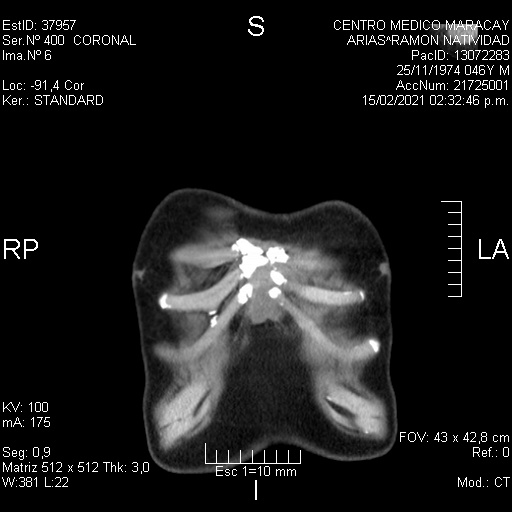 EstID: 37957
Ser.Nº 400 CORONAL
Ima.Nº 6
Loc: -91,4 Cor
Ker.: STANDARD
S
CENTRO MEDICO MARACAY
ARIAS^RAMON NATIVIDAD
PacID: 13072283
25/11/1974 046Y M
AccNum: 21725001
15/02/2021 02:32:46 p.m.
RP
LA
KV: 100
mA: 175
Seg: 0,9
Matriz 512 x 512 Thk: 3,0
W:381 L:22
Esc 1=10 mm
I
FOV: 43 x 42,8 cm
Ref.: 0
Mod.: CT